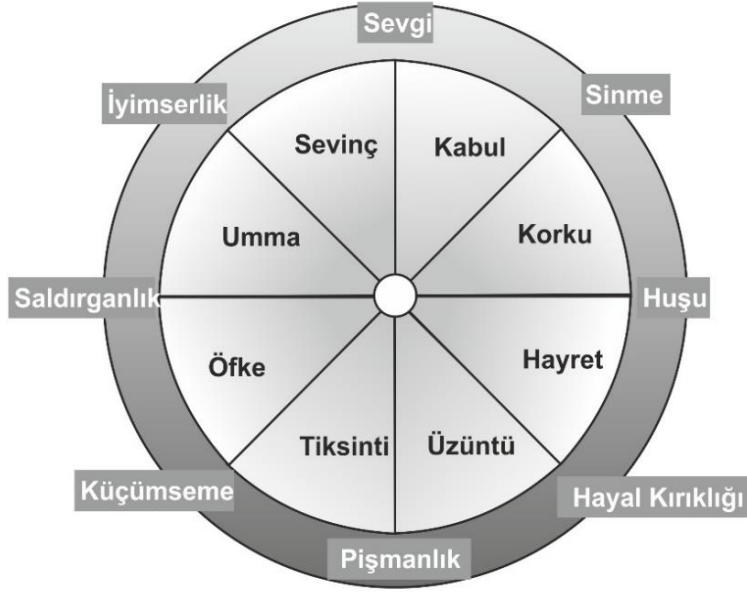 Sevgi
İyimserlik
Sinme
Sevinç
Kabul
Umma
Korku
Saldırganlık
Huşu
Öfke
Hayret
Tiksinti
Üzüntü
Küçümseme
Hayal Kırıklığı
Pişmanlık